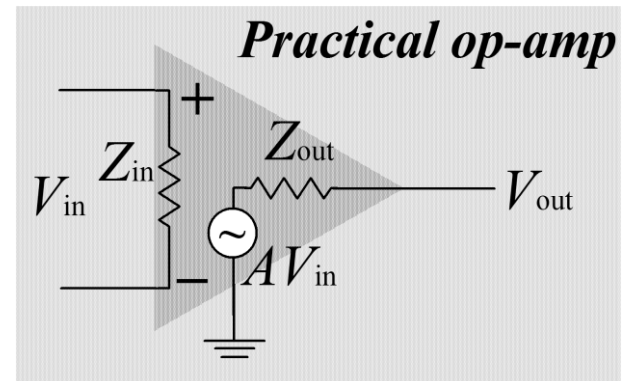 Practical op-amp
+
Zout
Zin
Vin
~
−
AVin
Vout